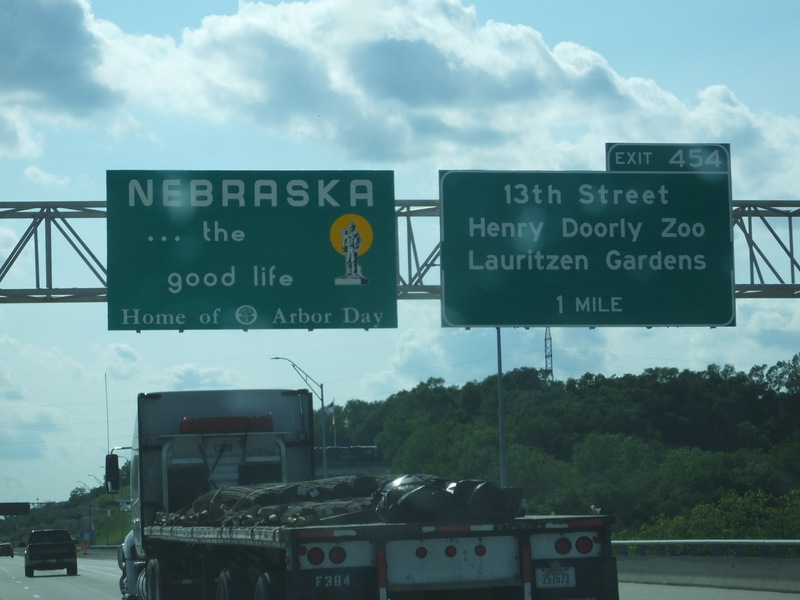 NEBRASKA
... the
good life
Home of Arbor Day
EXIT 454
13th Street
Henry Doorly Zoo
Lauritzen Gardens
1 MILE
F384
257573